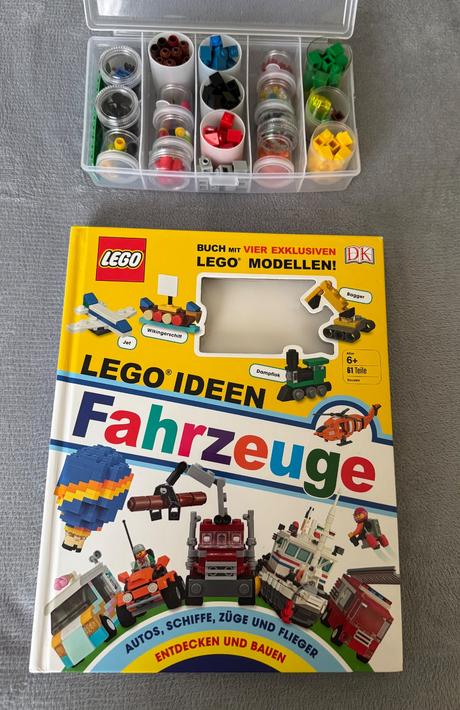 LEGO
BUCH MIT VIER EXKLUSIVEN
LEGO® MODELLEN!
DK
Bagger
Jet
Wikingerschiff
Dampflok
Alter
6+
61 Teile
LEGO® IDEEN
Fahrzeuge
AUTOS, SCHIFFE, ZÜGE UND FLIEGER
ENTDECKEN UND BAUEN